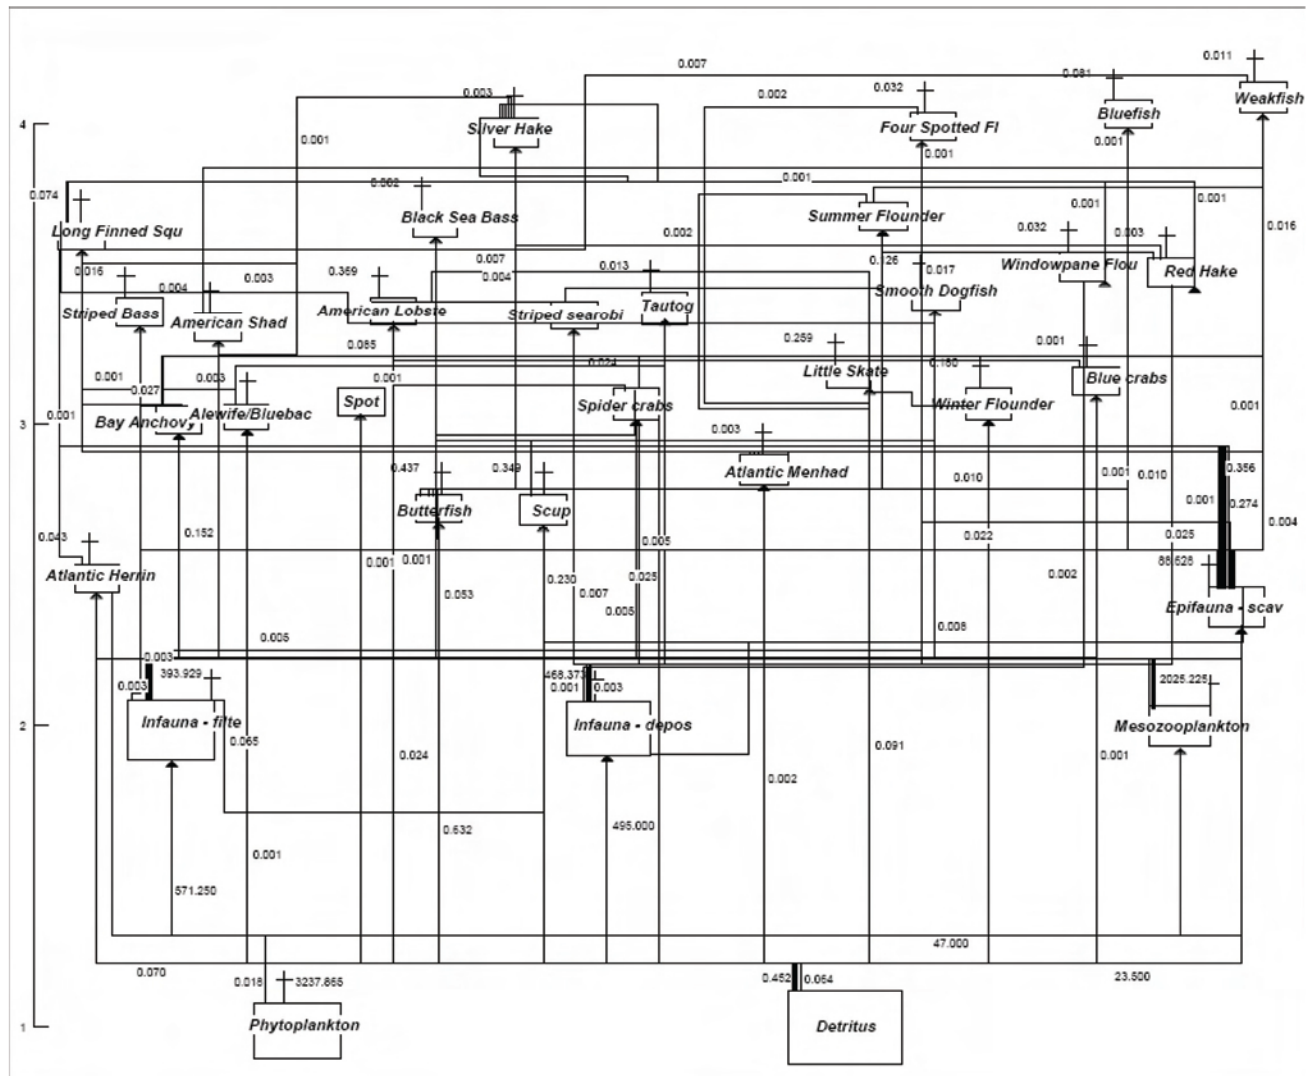 0.011
0.007
0.081
0.003
0.002
0.032
Weakfish
4
Silver Hake
Four Spotted Fl
Bluefish
0.001
0.001
0.001
0.074
0.002
0.001
0.001
0.001
Long Finned Squ
Black Sea Bass
Summer Flounder
0.032
0.003
0.016
0.002
0.016
0.004
0.003
0.369
0.007
0.004
0.013
0.126
0.017
Windowpane Flou
Red Hake
Smooth Dogfish
Striped Bass
American Shad
American Lobste
Striped searobi
Tautog
0.085
0.259
0.001
0.024
0.180
0.001
0.027
0.003
0.001
Little Skate
Blue crabs
Spot
Spider crabs
Winter Flounder
0.001
Bay Anchovy
Alewife/Bluebac
0.001
3
0.003
0.437
0.349
Atlantic Menhad
0.010
0.001
0.010
0.356
Butterfish
Scup
0.001
0.274
0.043
0.152
0.005
0.022
0.025
0.004
0.001
0.001
Atlantic Herrin
0.230
0.025
0.002
88.628
0.053
0.007
0.005
Epifauna - scav
0.005
0.008
0.003
393.929
468.373
0.003
0.001
0.003
2025.225
2
Infauna - filte
Infauna - depos
Mesozooplankton
0.065
0.024
0.091
0.001
0.002
0.632
495.000
0.001
571.250
47.000
0.070
0.018
3237.865
0.452
0.064
23.500
1
Phytoplankton
Detritus